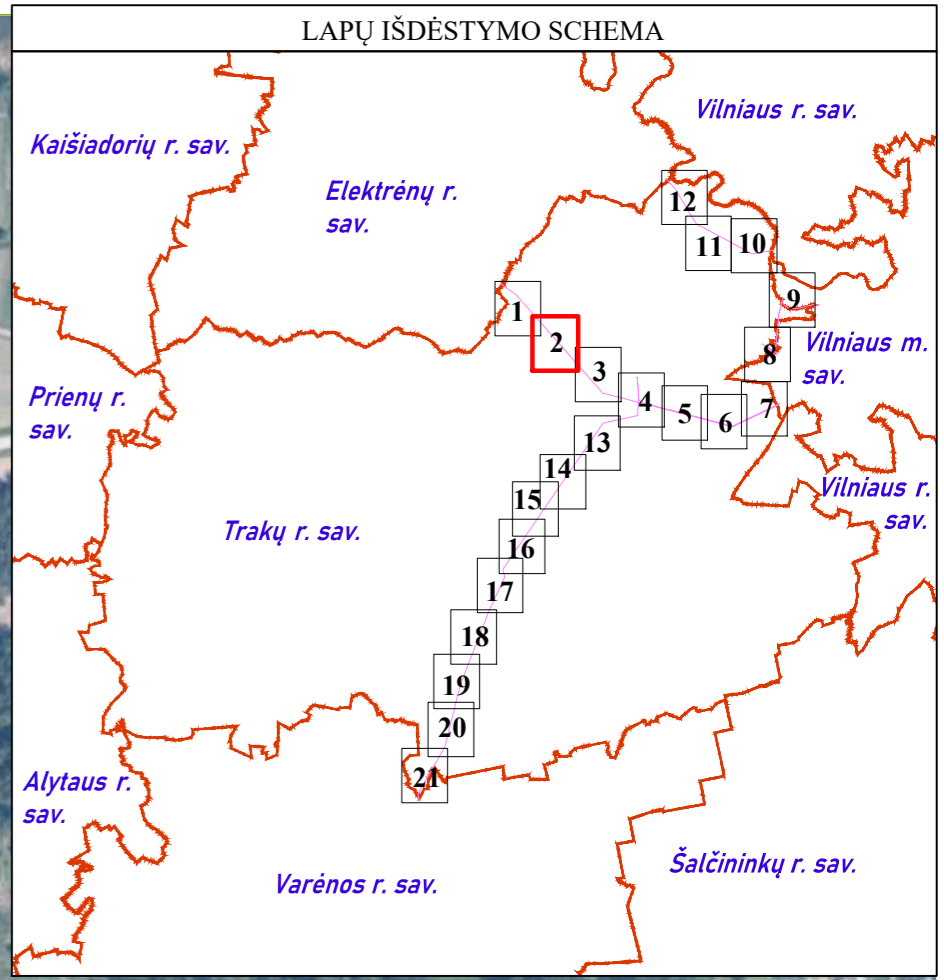 LAPŲ IŠDĖSTYMO SCHEMA
Vilniaus r. sav.
Kaišiadorių r. sav.
Elektrėnų r.
sav.
12
11
10
9
1
2
8
Vilniaus m.
sav.
3
Prienų r.
sav.
4
5
6
7
13
14
Vilniaus r.
sav.
15
Trakų r. sav.
16
17
18
19
20
21
Alytaus r.
sav.
Šalčininkų r. sav.
Varėnos r. sav.